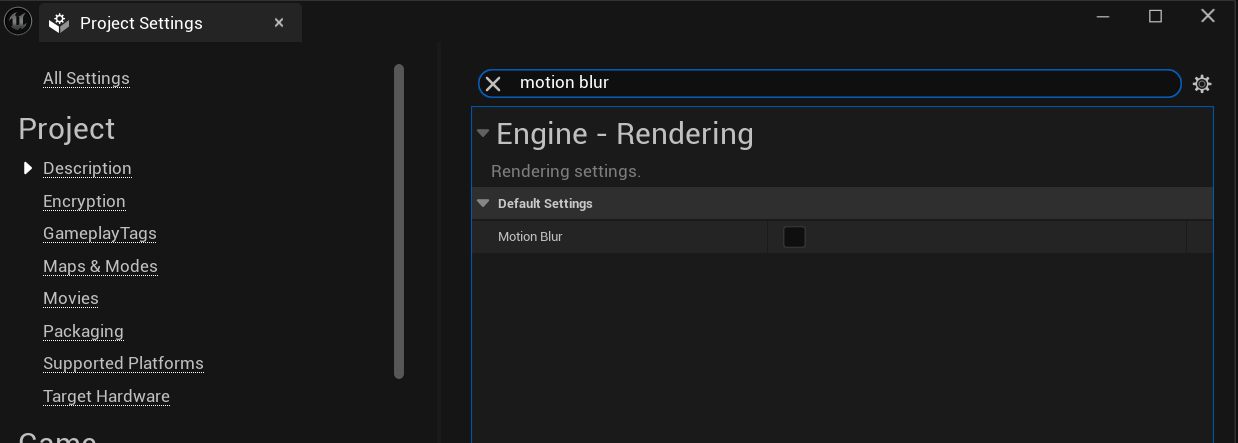 Project Settings
All Settings
Project
Description
Encryption
GameplayTags
Maps & Modes
Movies
Packaging
Supported Platforms
Target Hardware
Game
motion blur
Engine - Rendering
Rendering settings.
Default Settings
Motion Blur